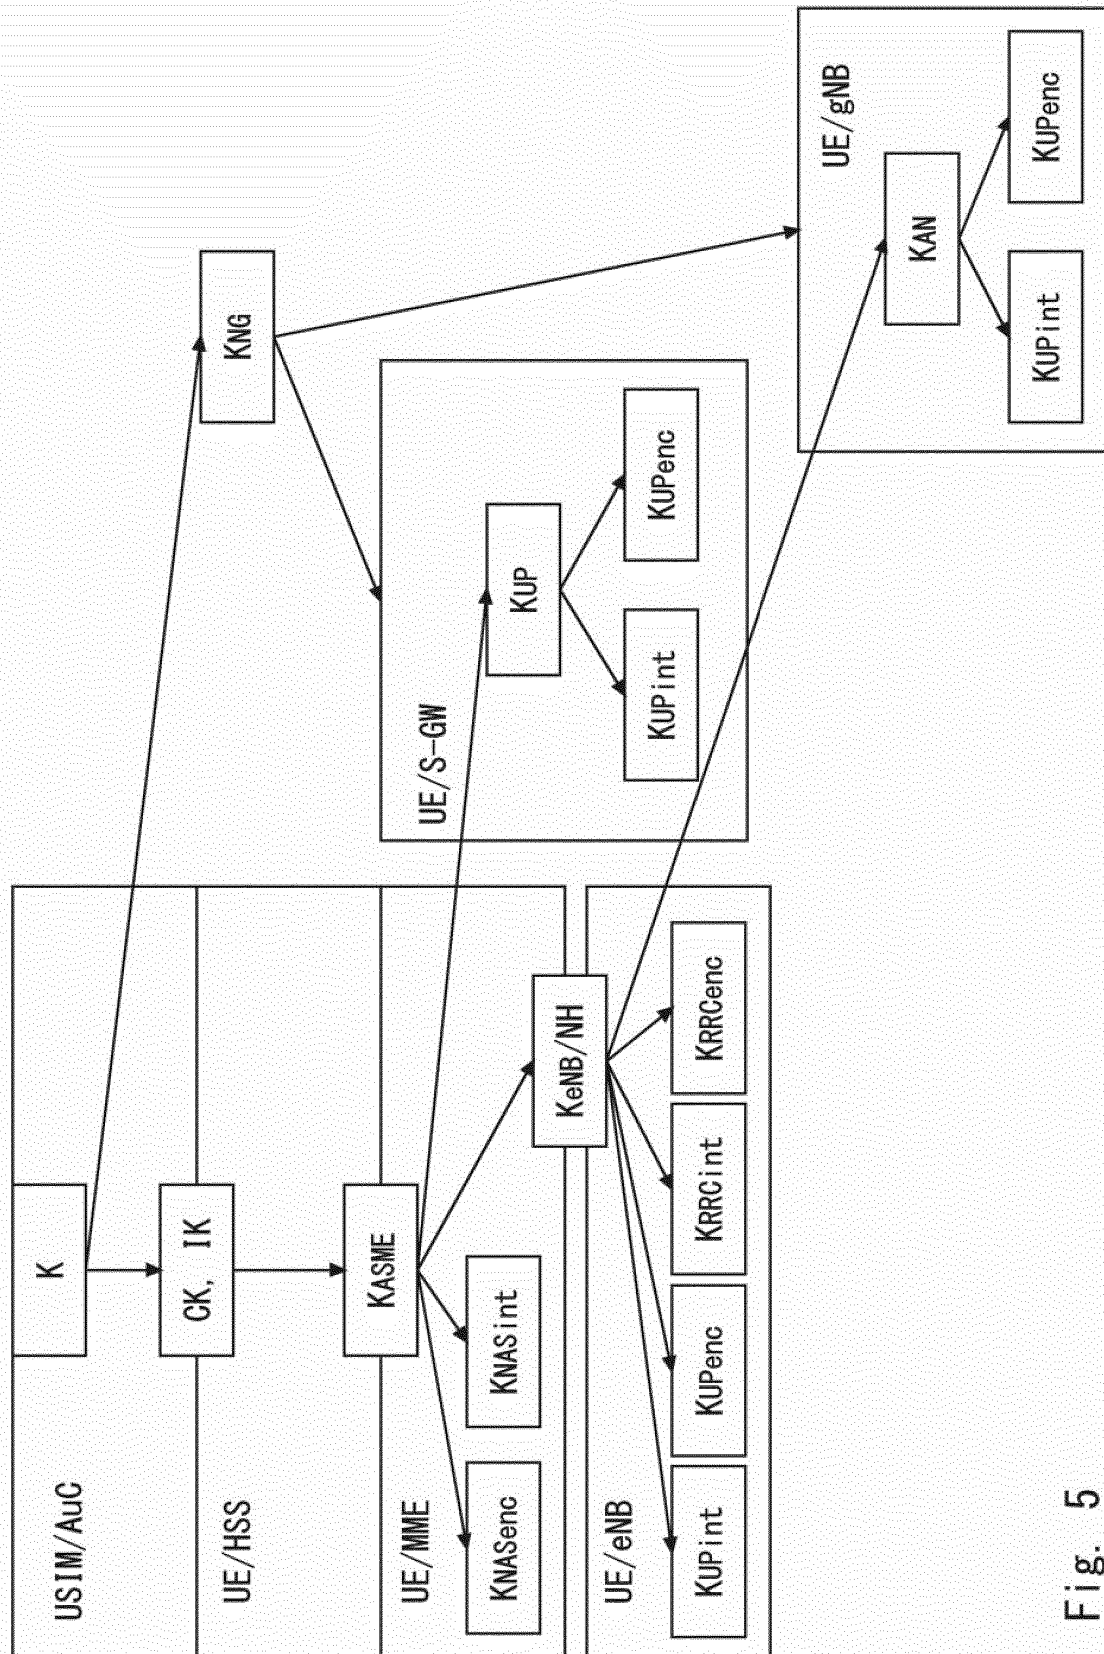 USIM/AuC
K
UE/HSS
CK, IK
KNG
UE/MME
KASME
KNASenc
KNASint
KeNB/NH
UE/S-GW
KUP
KUPint
KUPenc
UE/eNB
KUPint
KUPenc
KRRCint
KRRCenc
UE/gNB
KAN
KUPint
KUPenc
Fig. 5